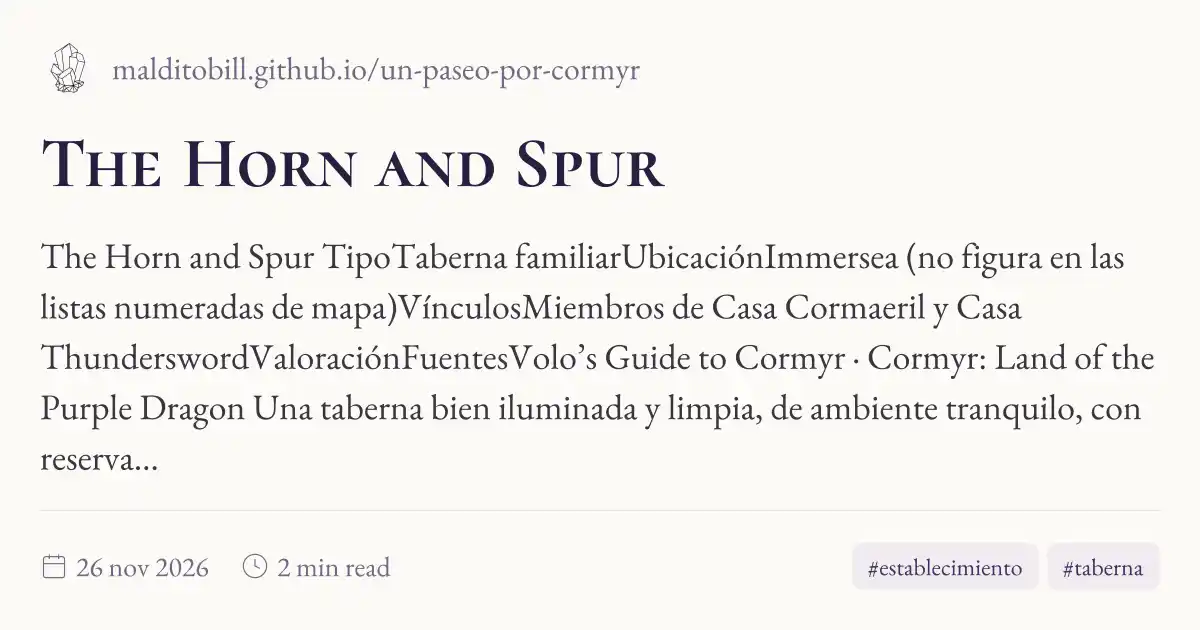 malditobill.github.io/un-paseo-por-cormyr
The Horn and Spur
The Horn and Spur TipoTaberna familiarUbicaciónImmersea (no figura en las
listas numeradas de mapa)VínculosMiembros de Casa Cormaeril y Casa
ThunderswordValoraciónFuentesVolo’s Guide to Cormyr · Cormyr: Land of the
Purple Dragon Una taberna bien iluminada y limpia, de ambiente tranquilo, con
reserva...
26 nov 2026 2 min read #establecimiento #taberna